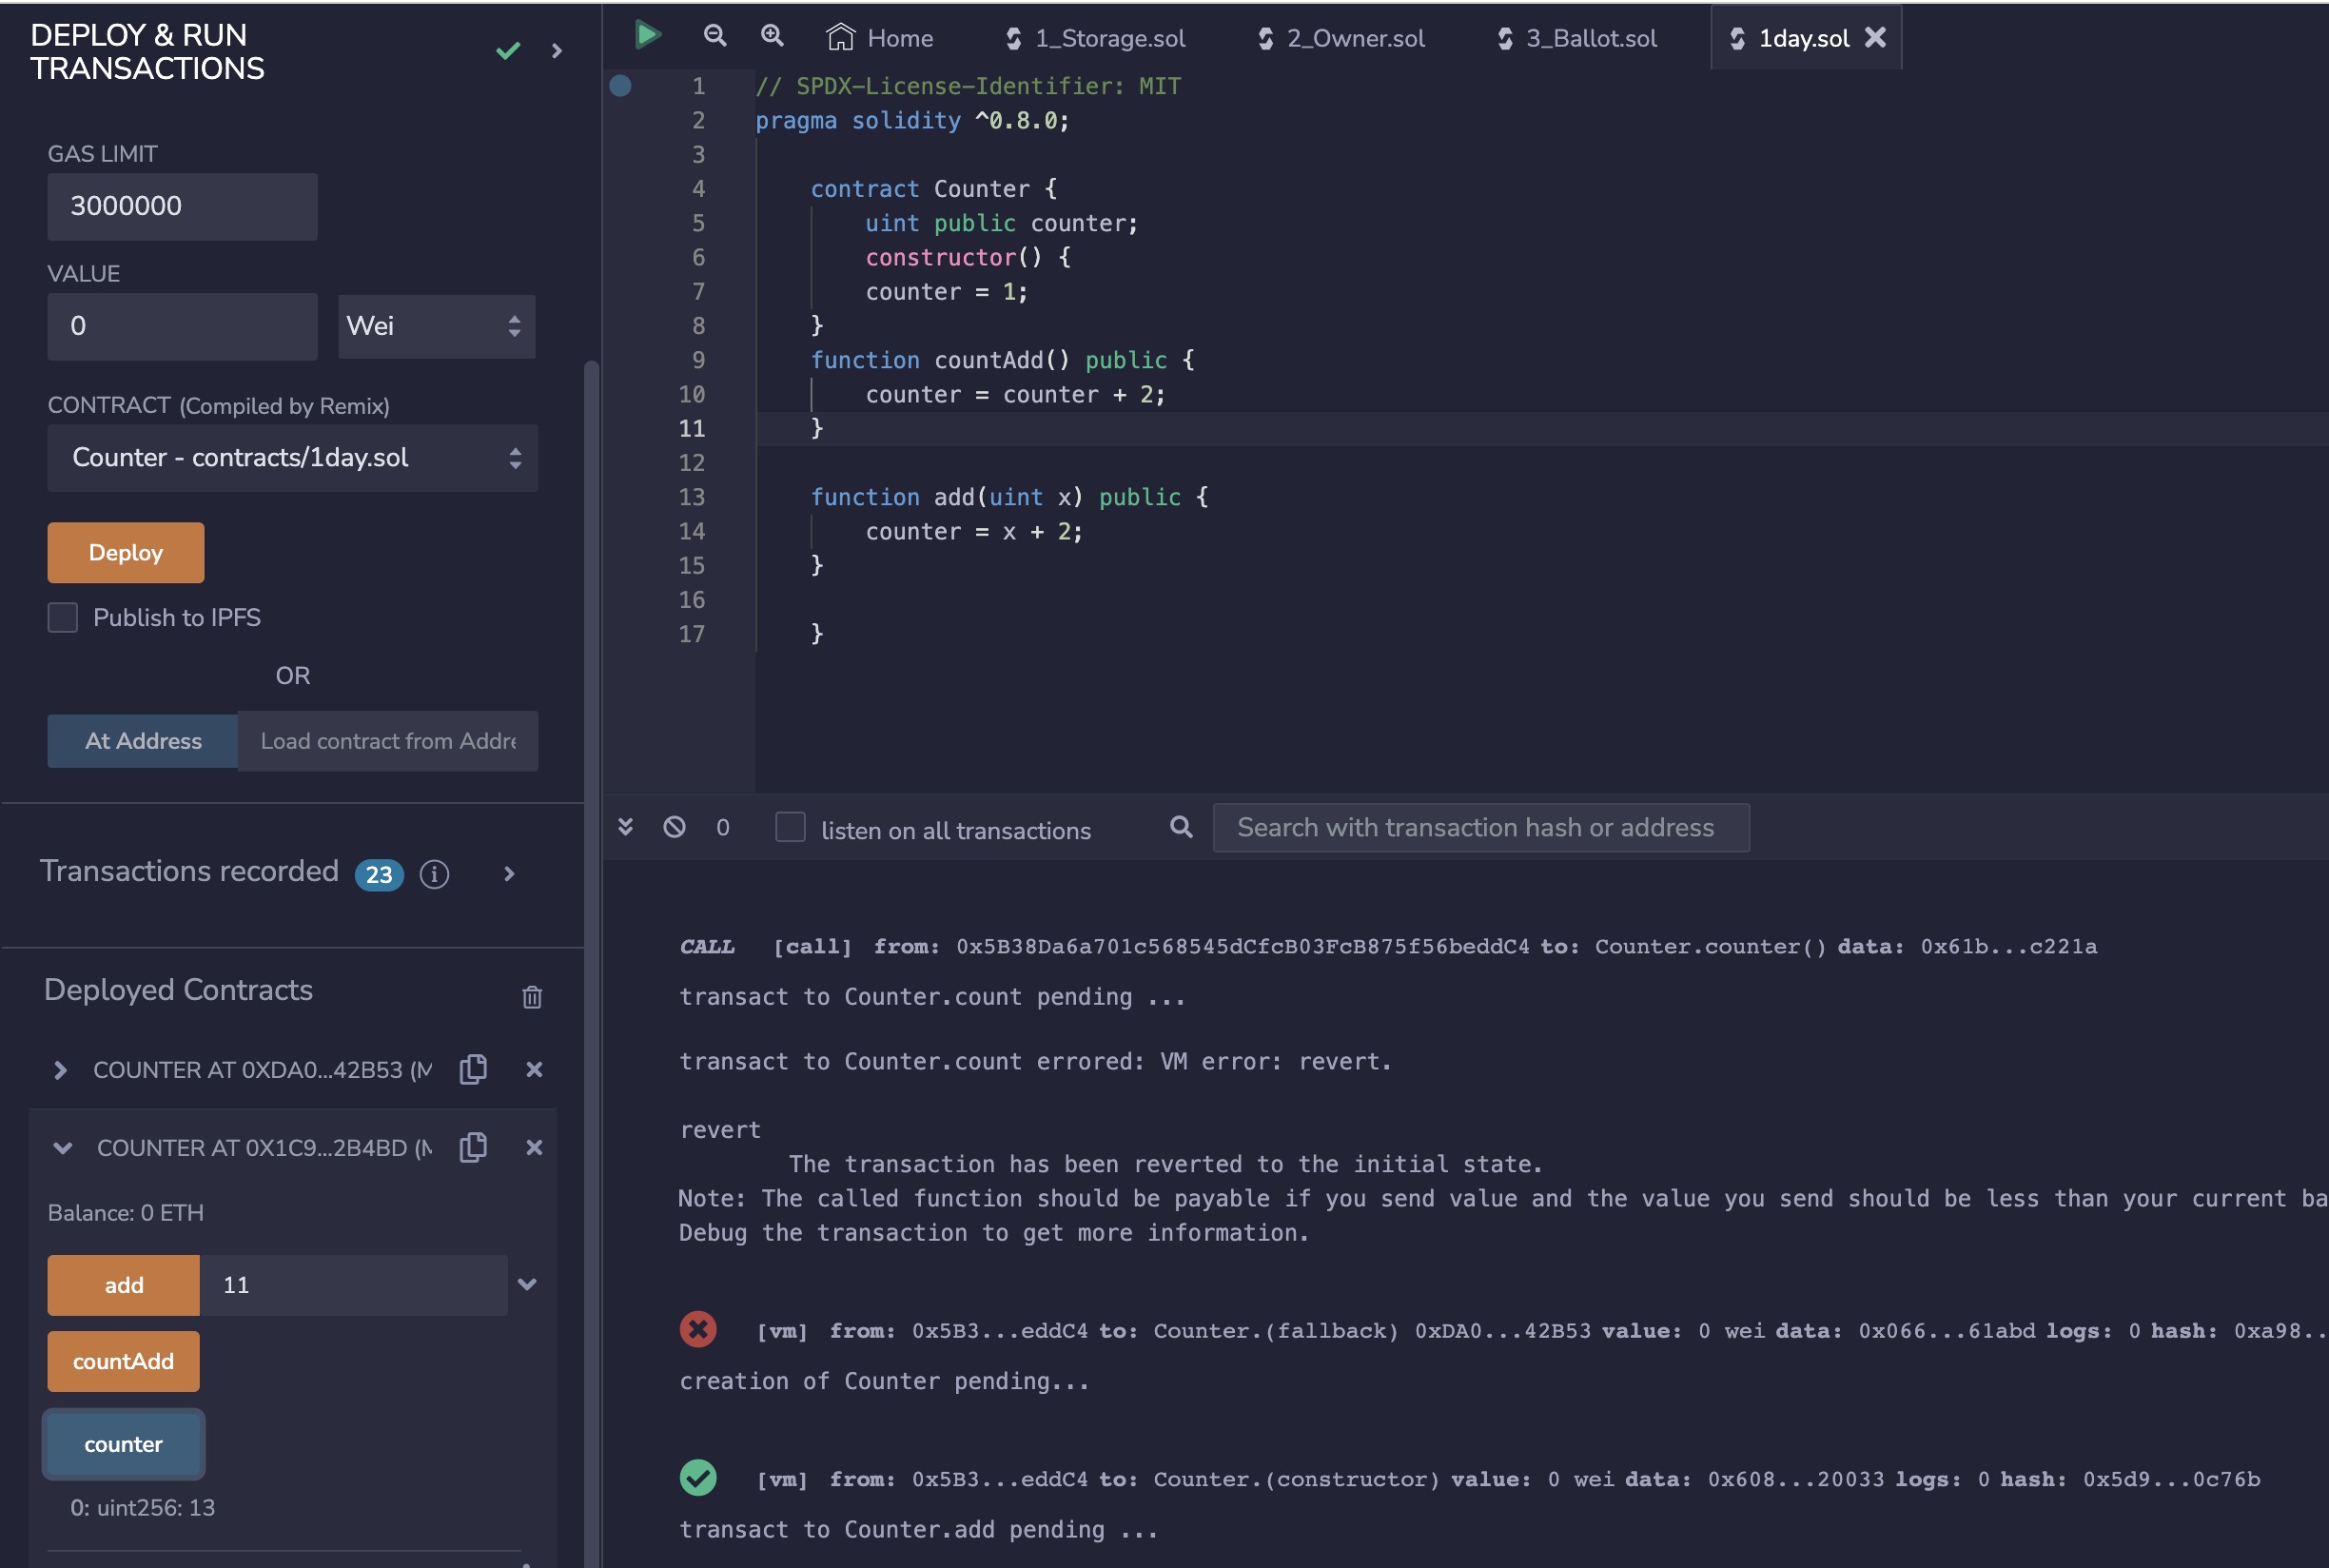 DEPLOY & RUN
TRANSACTIONS
GAS LIMIT
3000000
VALUE
0
Wei
CONTRACT (Compiled by Remix)
Counter - contracts/1day.sol
Deploy
Publish to IPFS
OR
At Address
Load contract from Addre
Transactions recorded 23 i
Deployed Contracts
COUNTER AT 0XDA0...42B53 (M
COUNTER AT 0X1C9...2B4BD (M
Balance: 0 ETH
add
11
countAdd
counter
0: uint256: 13
Home
1_Storage.sol
2_Owner.sol
3_Ballot.sol
1day.sol
1 // SPDX-License-Identifier: MIT
2 pragma solidity ^0.8.0;
3
4 contract Counter {
5 uint public counter;
6 constructor() {
7 counter = 1;
8 }
9 function countAdd() public {
10 counter = counter + 2;
11 }
12
13 function add(uint x) public {
14 counter = x + 2;
15 }
16
17 }
0
listen on all transactions
Search with transaction hash or address
CALL [call] from: 0x5B38Da6a701c568545dCfcB03FcB875f56beddC4 to: Counter.counter() data: 0x61b...c221a
transact to Counter.count pending ...
transact to Counter.count errored: VM error: revert.
revert
The transaction has been reverted to the initial state.
Note: The called function should be payable if you send value and the value you send should be less than your current ba
Debug the transaction to get more information.
[vm] from: 0x5B3...eddC4 to: Counter.(fallback) 0xDA0...42B53 value: 0 wei data: 0x066...61abd logs: 0 hash: 0xa98..
creation of Counter pending...
[vm] from: 0x5B3...eddC4 to: Counter.(constructor) value: 0 wei data: 0x608...20033 logs: 0 hash: 0x5d9...0c76b
transact to Counter.add pending ...